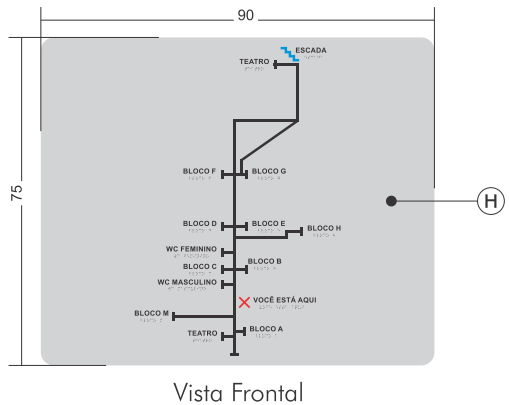 90
ESCADA
TEATRO
75
BLOCO F
BLOCO G
H
BLOCO D
BLOCO E
BLOCO H
WC FEMININO
BLOCO B
BLOCO C
WC MASCULINO
VOCÊ ESTÁ AQUI
BLOCO M
BLOCO A
TEATRO
Vista Frontal